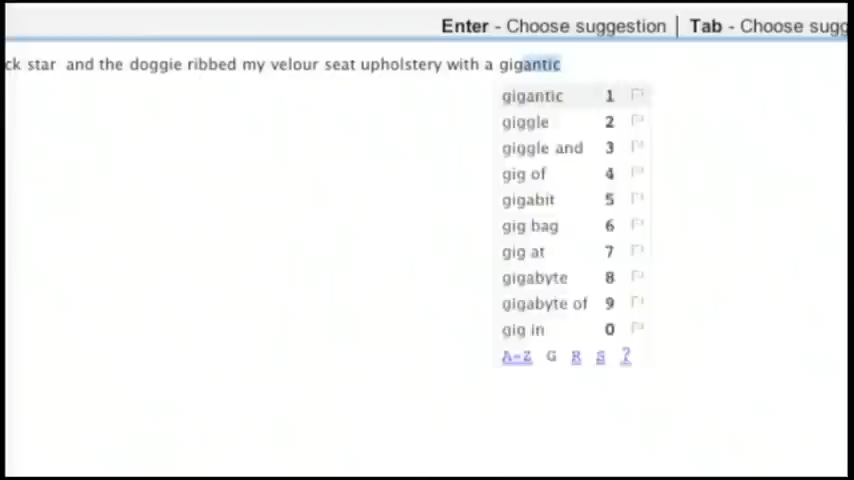 Enter - Choose suggestion | Tab - Choose sugg
ck star and the doggie ribbed my velour seat upholstery with a gigantic
gigantic 1
giggle 2
giggle and 3
gig of 4
gigabit 5
gig bag 6
gig at 7
gigabyte 8
gigabyte of 9
gig in 0
A-Z G R S ?